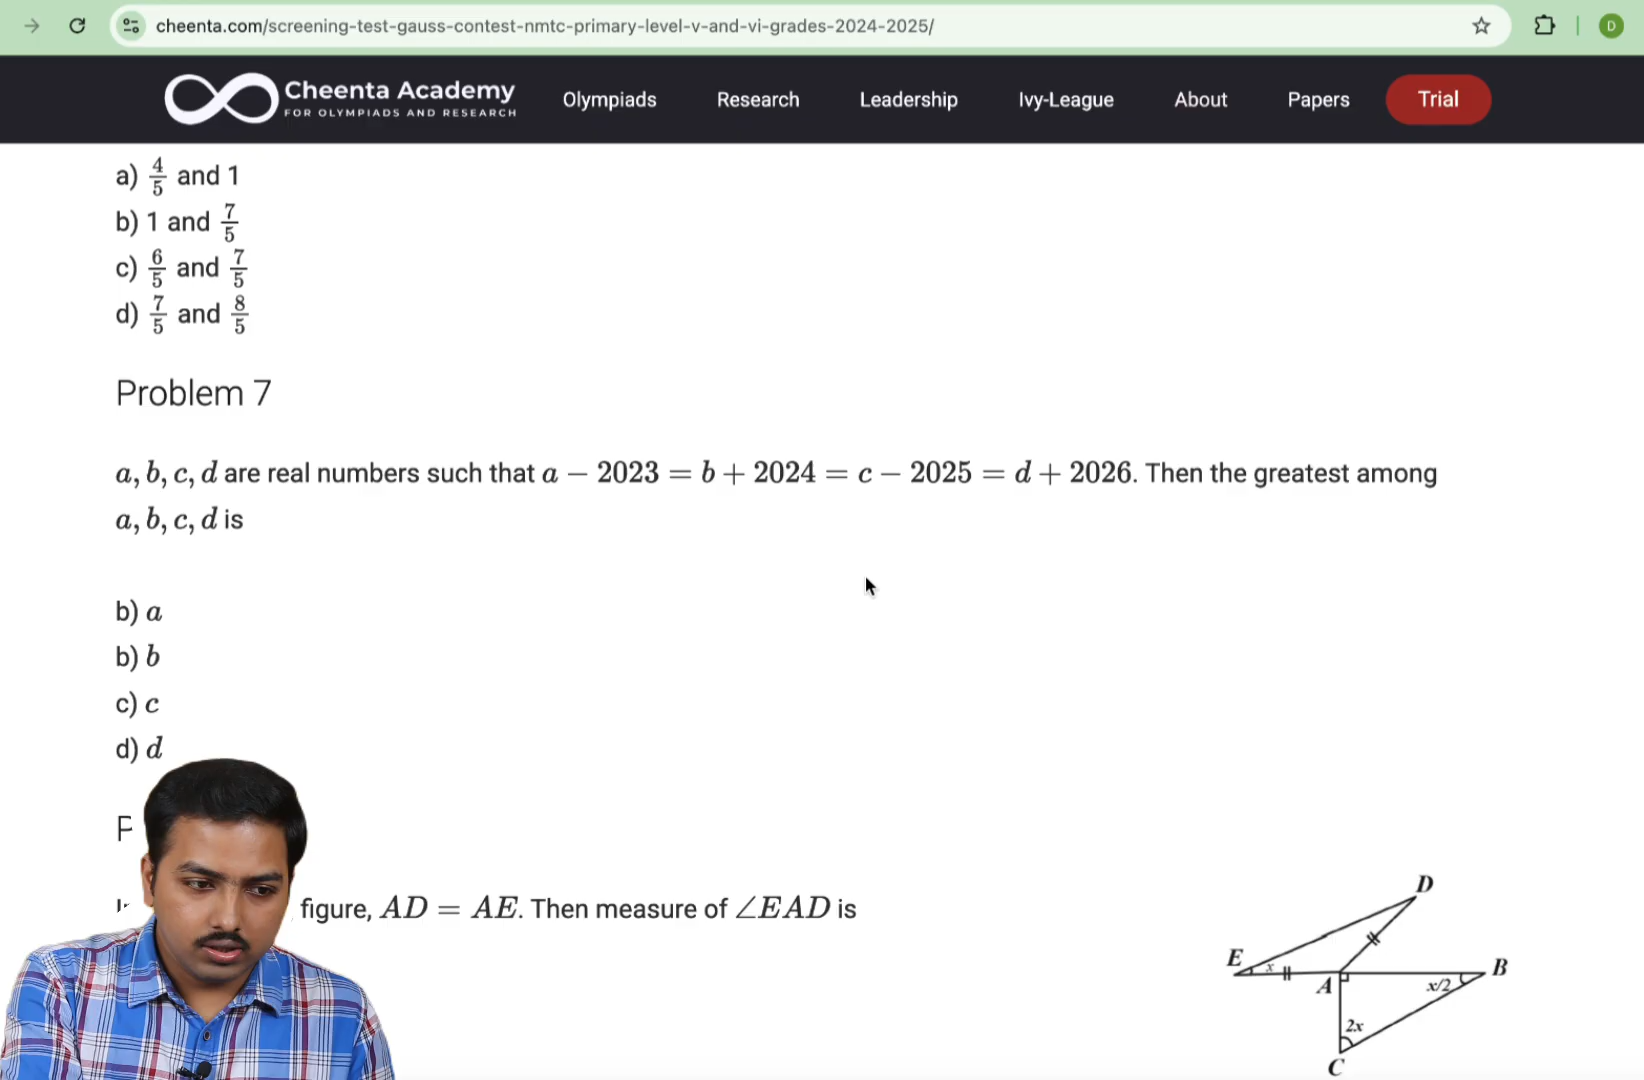 cheenta.com/screening-test-gauss-contest-nmtc-primary-level-v-and-vi-grades-2024-2025/
D
Cheenta Academy
FOR OLYMPIADS AND RESEARCH
Olympiads Research Leadership Ivy-League About Papers Trial
a) 4/5 and 1
b) 1 and 7/5
c) 6/5 and 7/5
d) 7/5 and 8/5
Problem 7
a, b, c, d are real numbers such that a − 2023 = b + 2024 = c − 2025 = d + 2026. Then the greatest among
a, b, c, d is
b) a
b) b
c) c
d) d
figure, AD = AE. Then measure of ∠EAD is
D
E x
A
B
x/2
2x
C